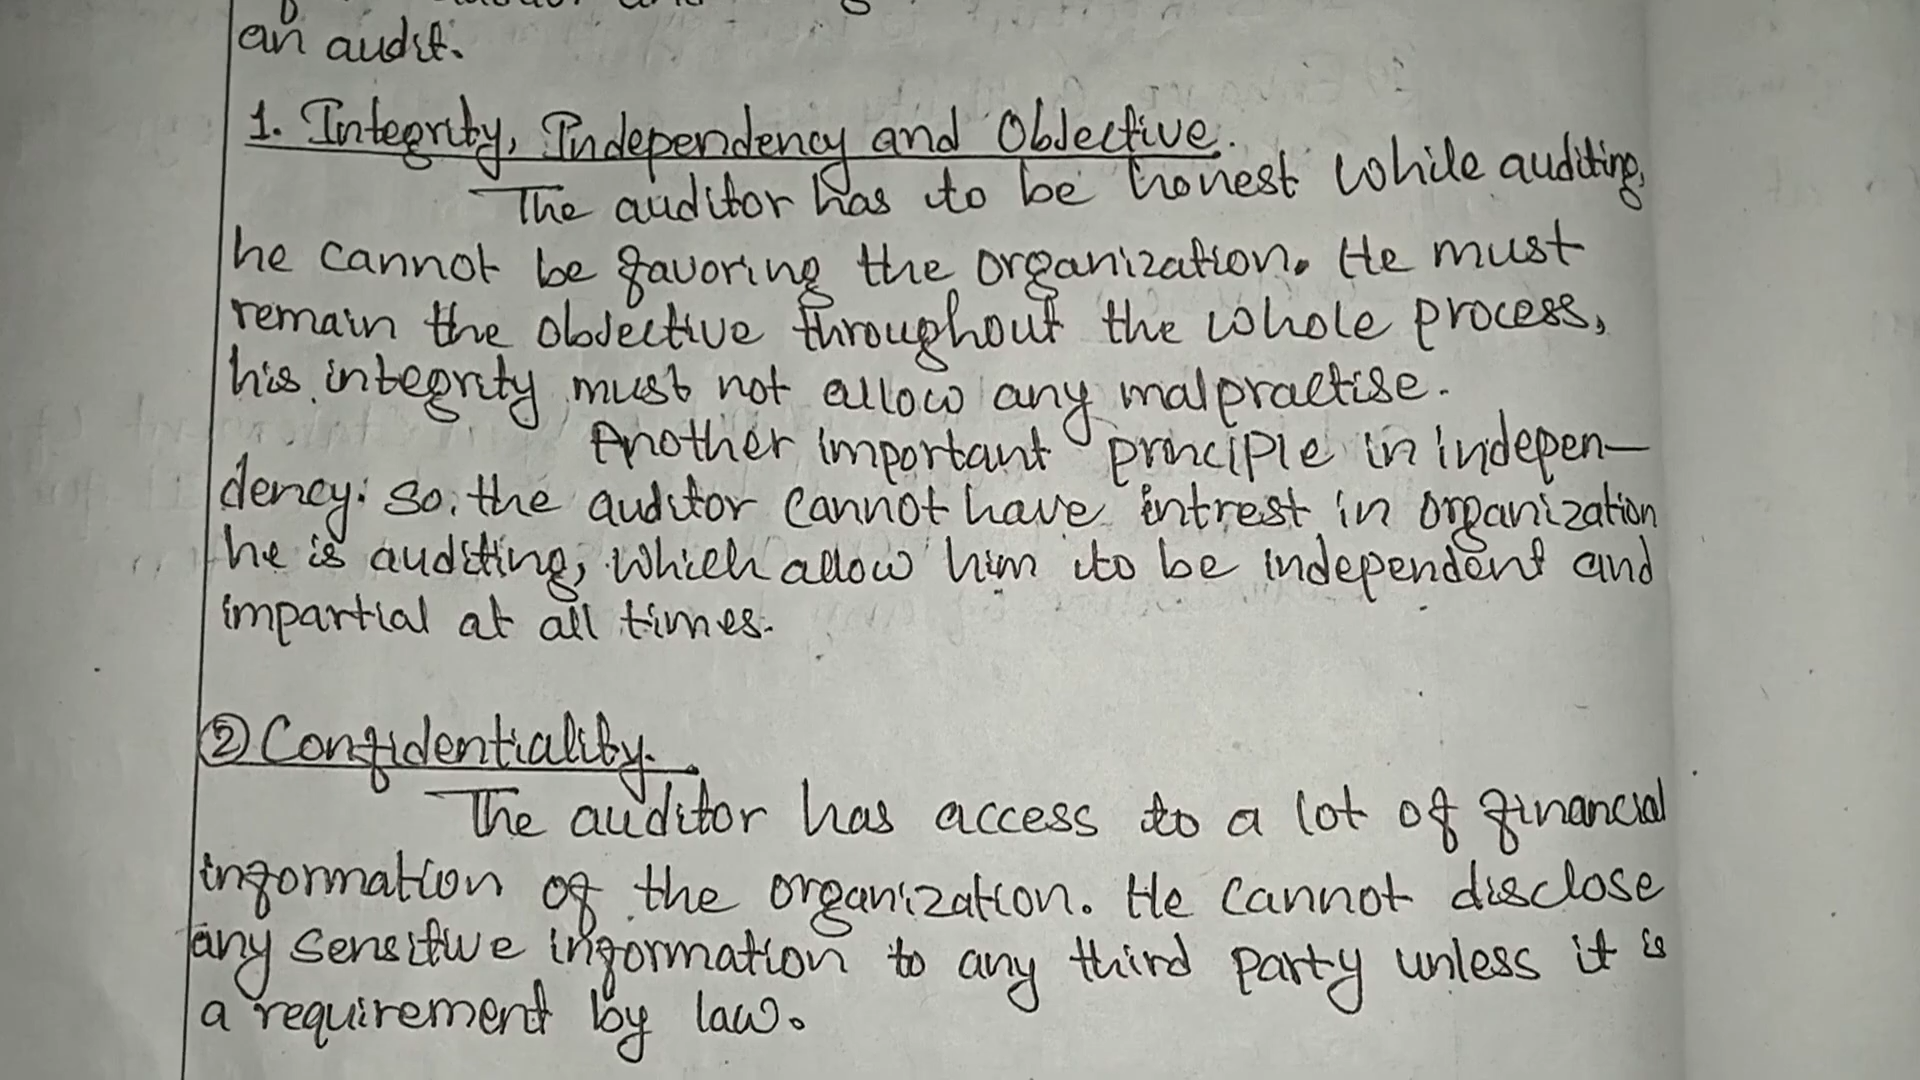 an audit.
1. Integrity, Independency and Objective.
The auditor has to be honest while auditing,
he cannot be favoring the organization. He must
remain the objective throughout the whole process,
his integrity must not allow any malpractise.
Another important principle in indepen-
dency. So, the auditor cannot have intrest in organization
he is auditing, which allow him to be independent and
impartial at all times.
② Confidentiality.
The auditor has access to a lot of financial
information of the organization. He cannot disclose
any sensitive information to any third party unless it is
a requirement by law.